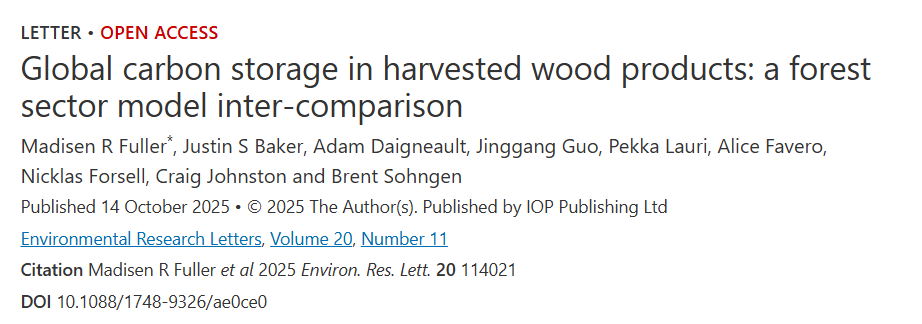 LETTER • OPEN ACCESS
Global carbon storage in harvested wood products: a forest
sector model inter-comparison
Madisen R Fuller*, Justin S Baker, Adam Daigneault, Jinggang Guo, Pekka Lauri, Alice Favero,
Nicklas Forsell, Craig Johnston and Brent Sohngen
Published 14 October 2025 • © 2025 The Author(s). Published by IOP Publishing Ltd
Environmental Research Letters, Volume 20, Number 11
Citation Madisen R Fuller et al 2025 Environ. Res. Lett. 20 114021
DOI 10.1088/1748-9326/ae0ce0